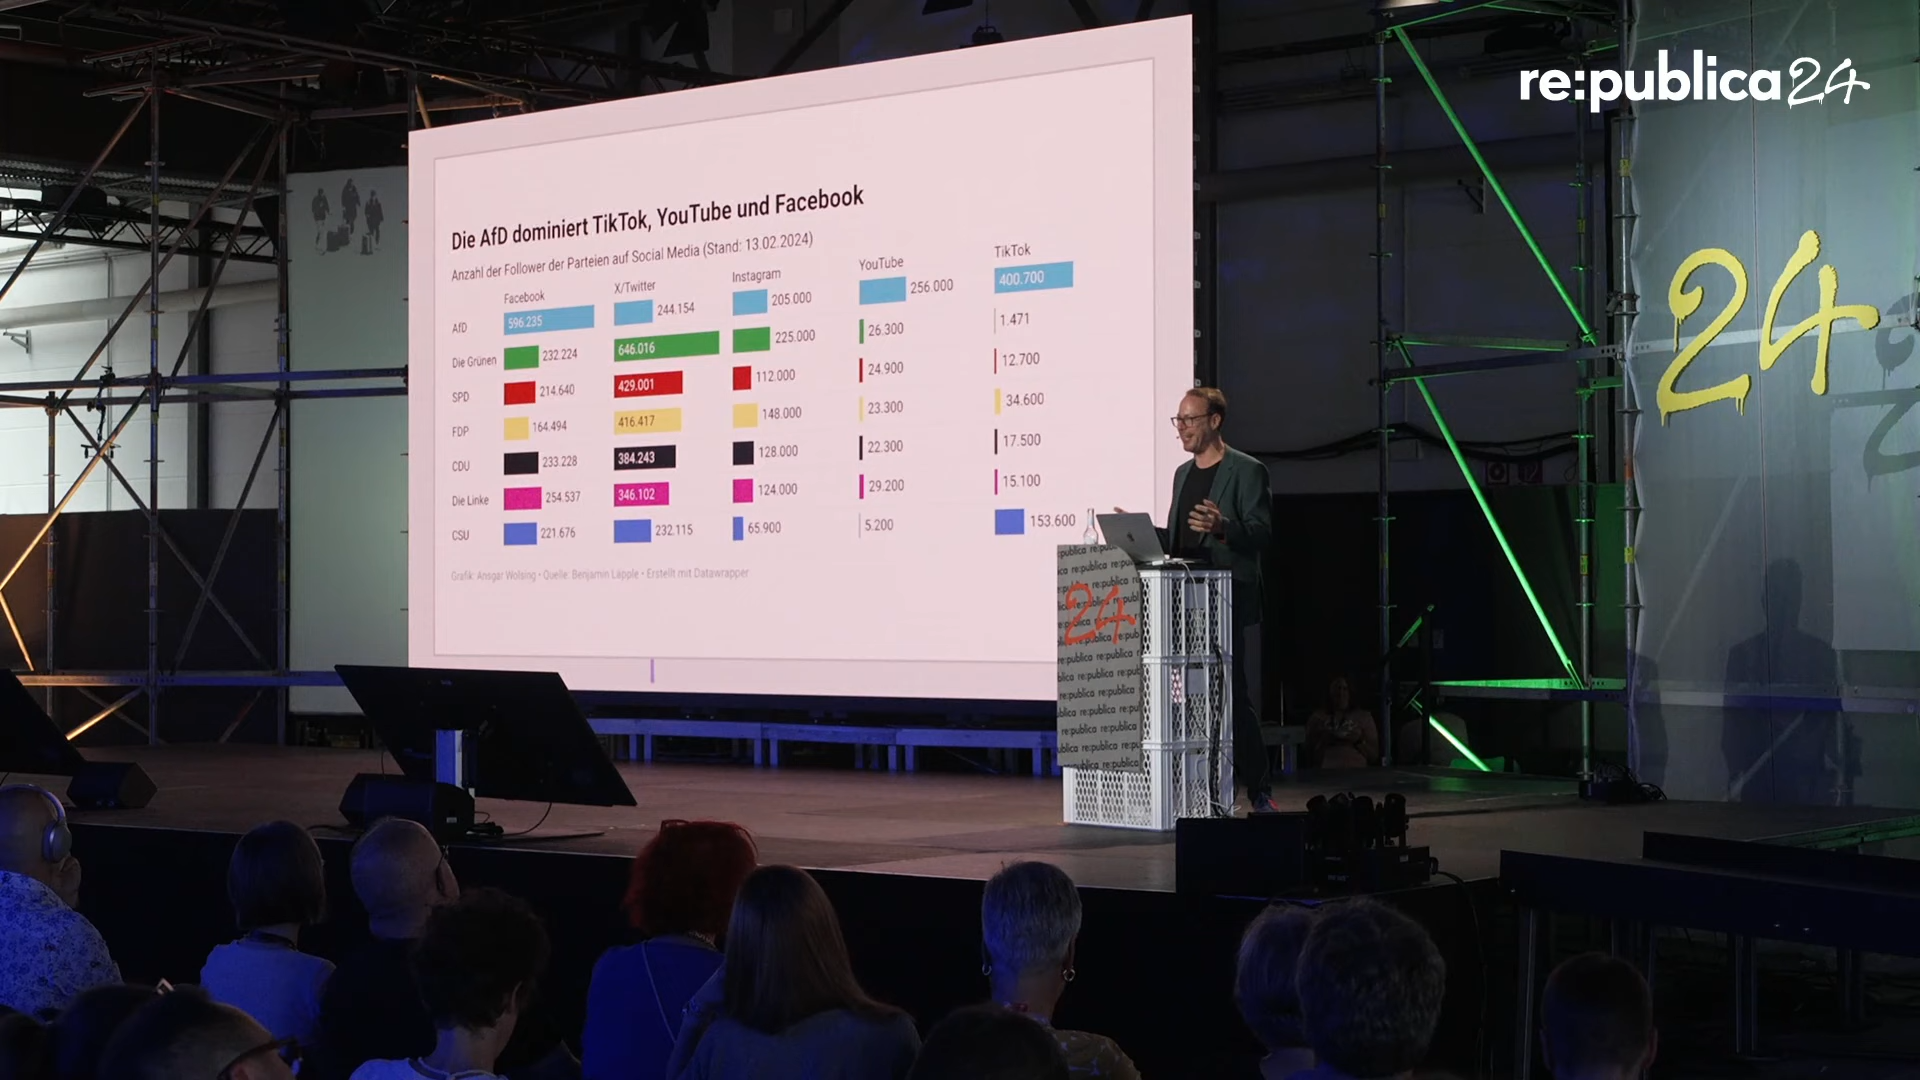 re:publica24
Die AfD dominiert TikTok, YouTube und Facebook
Anzahl der Follower der Parteien auf Social Media (Stand: 13.02.2024)
Facebook X/Twitter Instagram YouTube TikTok
AfD 596.235 244.154 205.000 256.000 400.700
Die Grünen 232.224 646.016 225.000 26.300 1.471
SPD 214.640 429.001 112.000 24.900 12.700
FDP 164.494 416.417 148.000 23.300 34.600
CDU 233.228 384.243 128.000 22.300 17.500
Die Linke 254.537 346.102 124.000 29.200 15.100
CSU 221.676 232.115 65.900 5.200 153.600
Grafik: Ansgar Wolsing • Quelle: Benjamin Läpple • Erstellt mit Datawrapper
24
24
re:publica re:publica